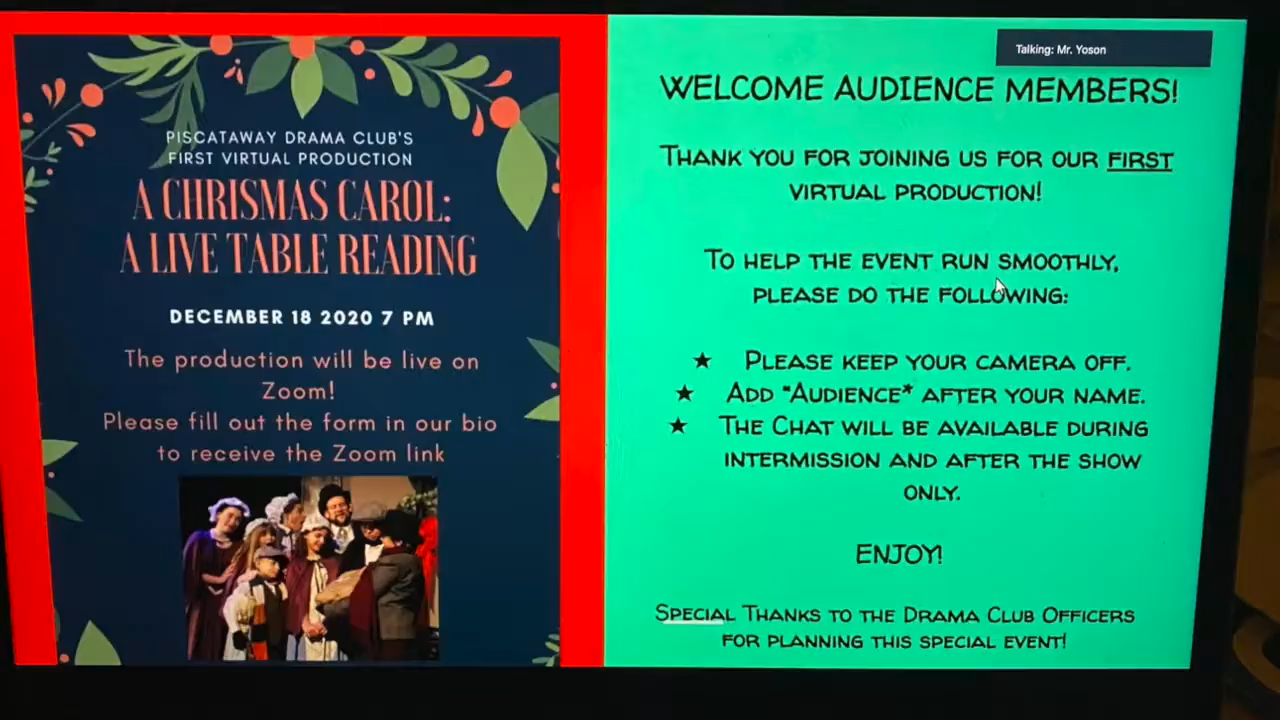 Talking: Mr. Yoson
PISCATAWAY DRAMA CLUB'S
FIRST VIRTUAL PRODUCTION
A CHRISMAS CAROL:
A LIVE TABLE READING
DECEMBER 18 2020 7 PM
The production will be live on
Zoom!
Please fill out the form in our bio
to receive the Zoom link
WELCOME AUDIENCE MEMBERS!
THANK YOU FOR JOINING US FOR OUR FIRST
VIRTUAL PRODUCTION!
TO HELP THE EVENT RUN SMOOTHLY,
PLEASE DO THE FOLLOWING:
★ PLEASE KEEP YOUR CAMERA OFF.
★ ADD "AUDIENCE* AFTER YOUR NAME.
★ THE CHAT WILL BE AVAILABLE DURING
INTERMISSION AND AFTER THE SHOW
ONLY.
ENJOY!
SPECIAL THANKS TO THE DRAMA CLUB OFFICERS
FOR PLANNING THIS SPECIAL EVENT!